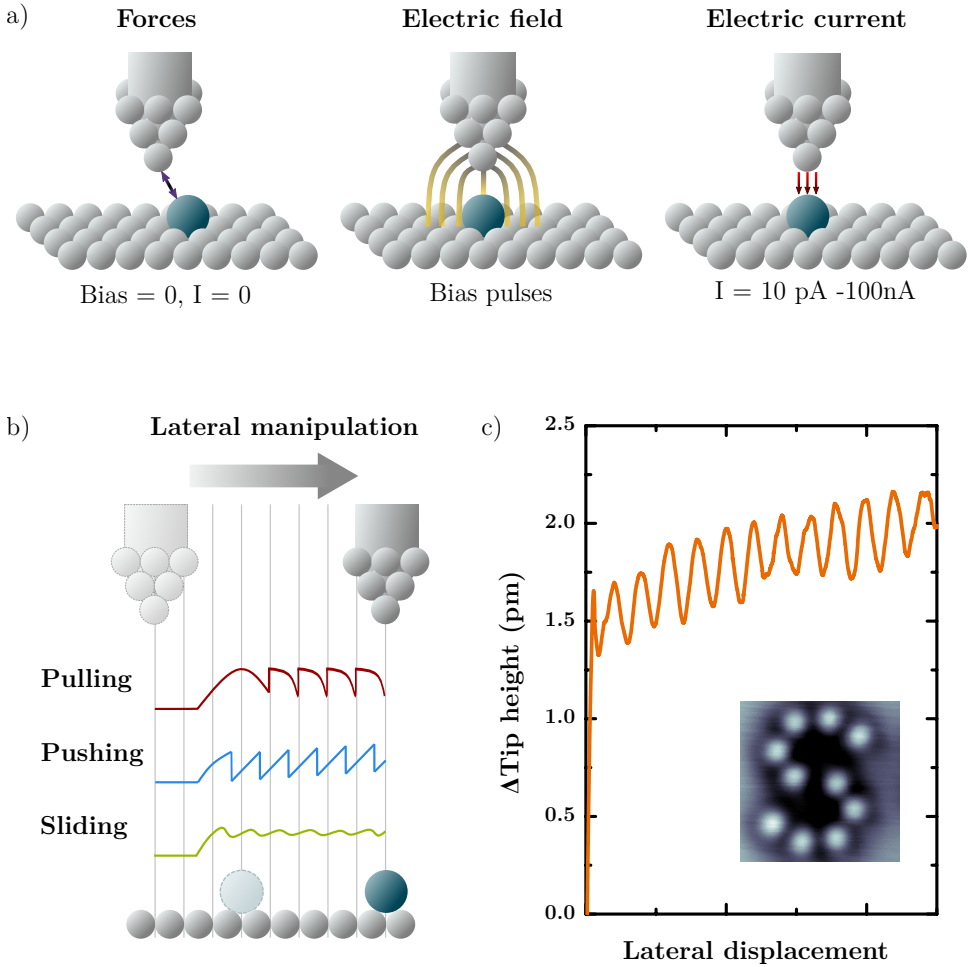 a)
Forces
Electric field
Electric current
Bias = 0, I = 0
Bias pulses
I = 10 pA -100nA
b)
Lateral manipulation
Pulling
Pushing
Sliding
c)
2.5
2.0
1.5
1.0
0.5
0.0
ΔTip height (pm)
Lateral displacement